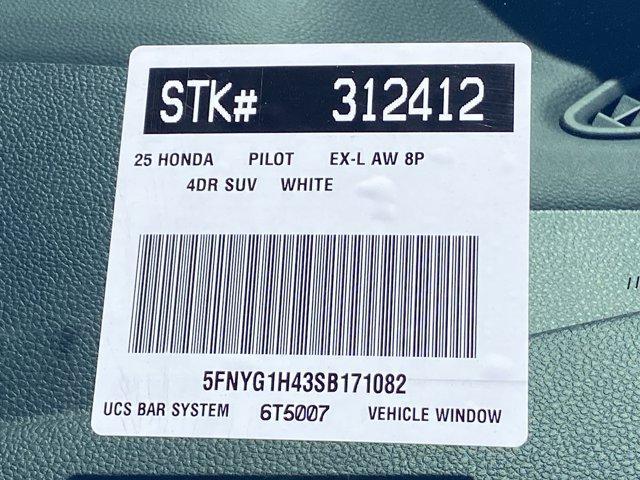 STK# 312412
25 HONDA PILOT EX-L AW 8P
4DR SUV WHITE
5FNYG1H43SB171082
UCS BAR SYSTEM 6T5007 VEHICLE WINDOW